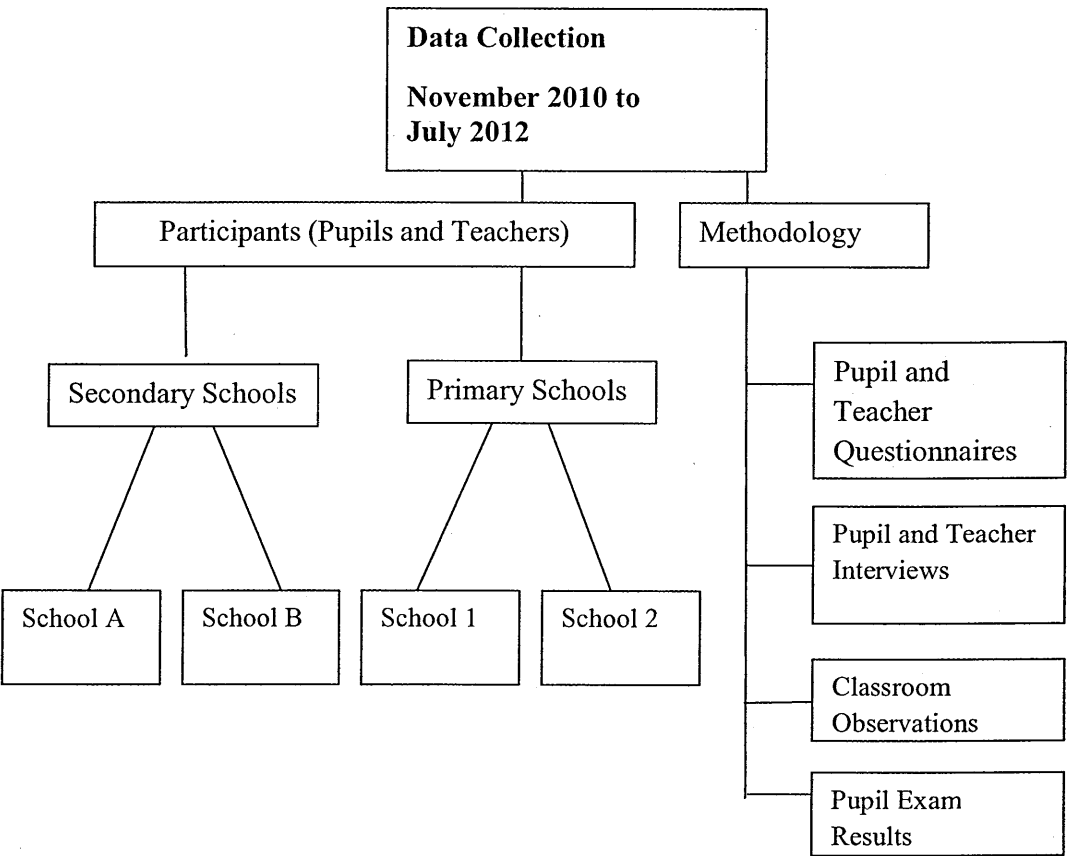 Data Collection
November 2010 to
July 2012
Participants (Pupils and Teachers)
Methodology
Secondary Schools
Primary Schools
School A
School B
School 1
School 2
Pupil and
Teacher
Questionnaires
Pupil and Teacher
Interviews
Classroom
Observations
Pupil Exam
Results